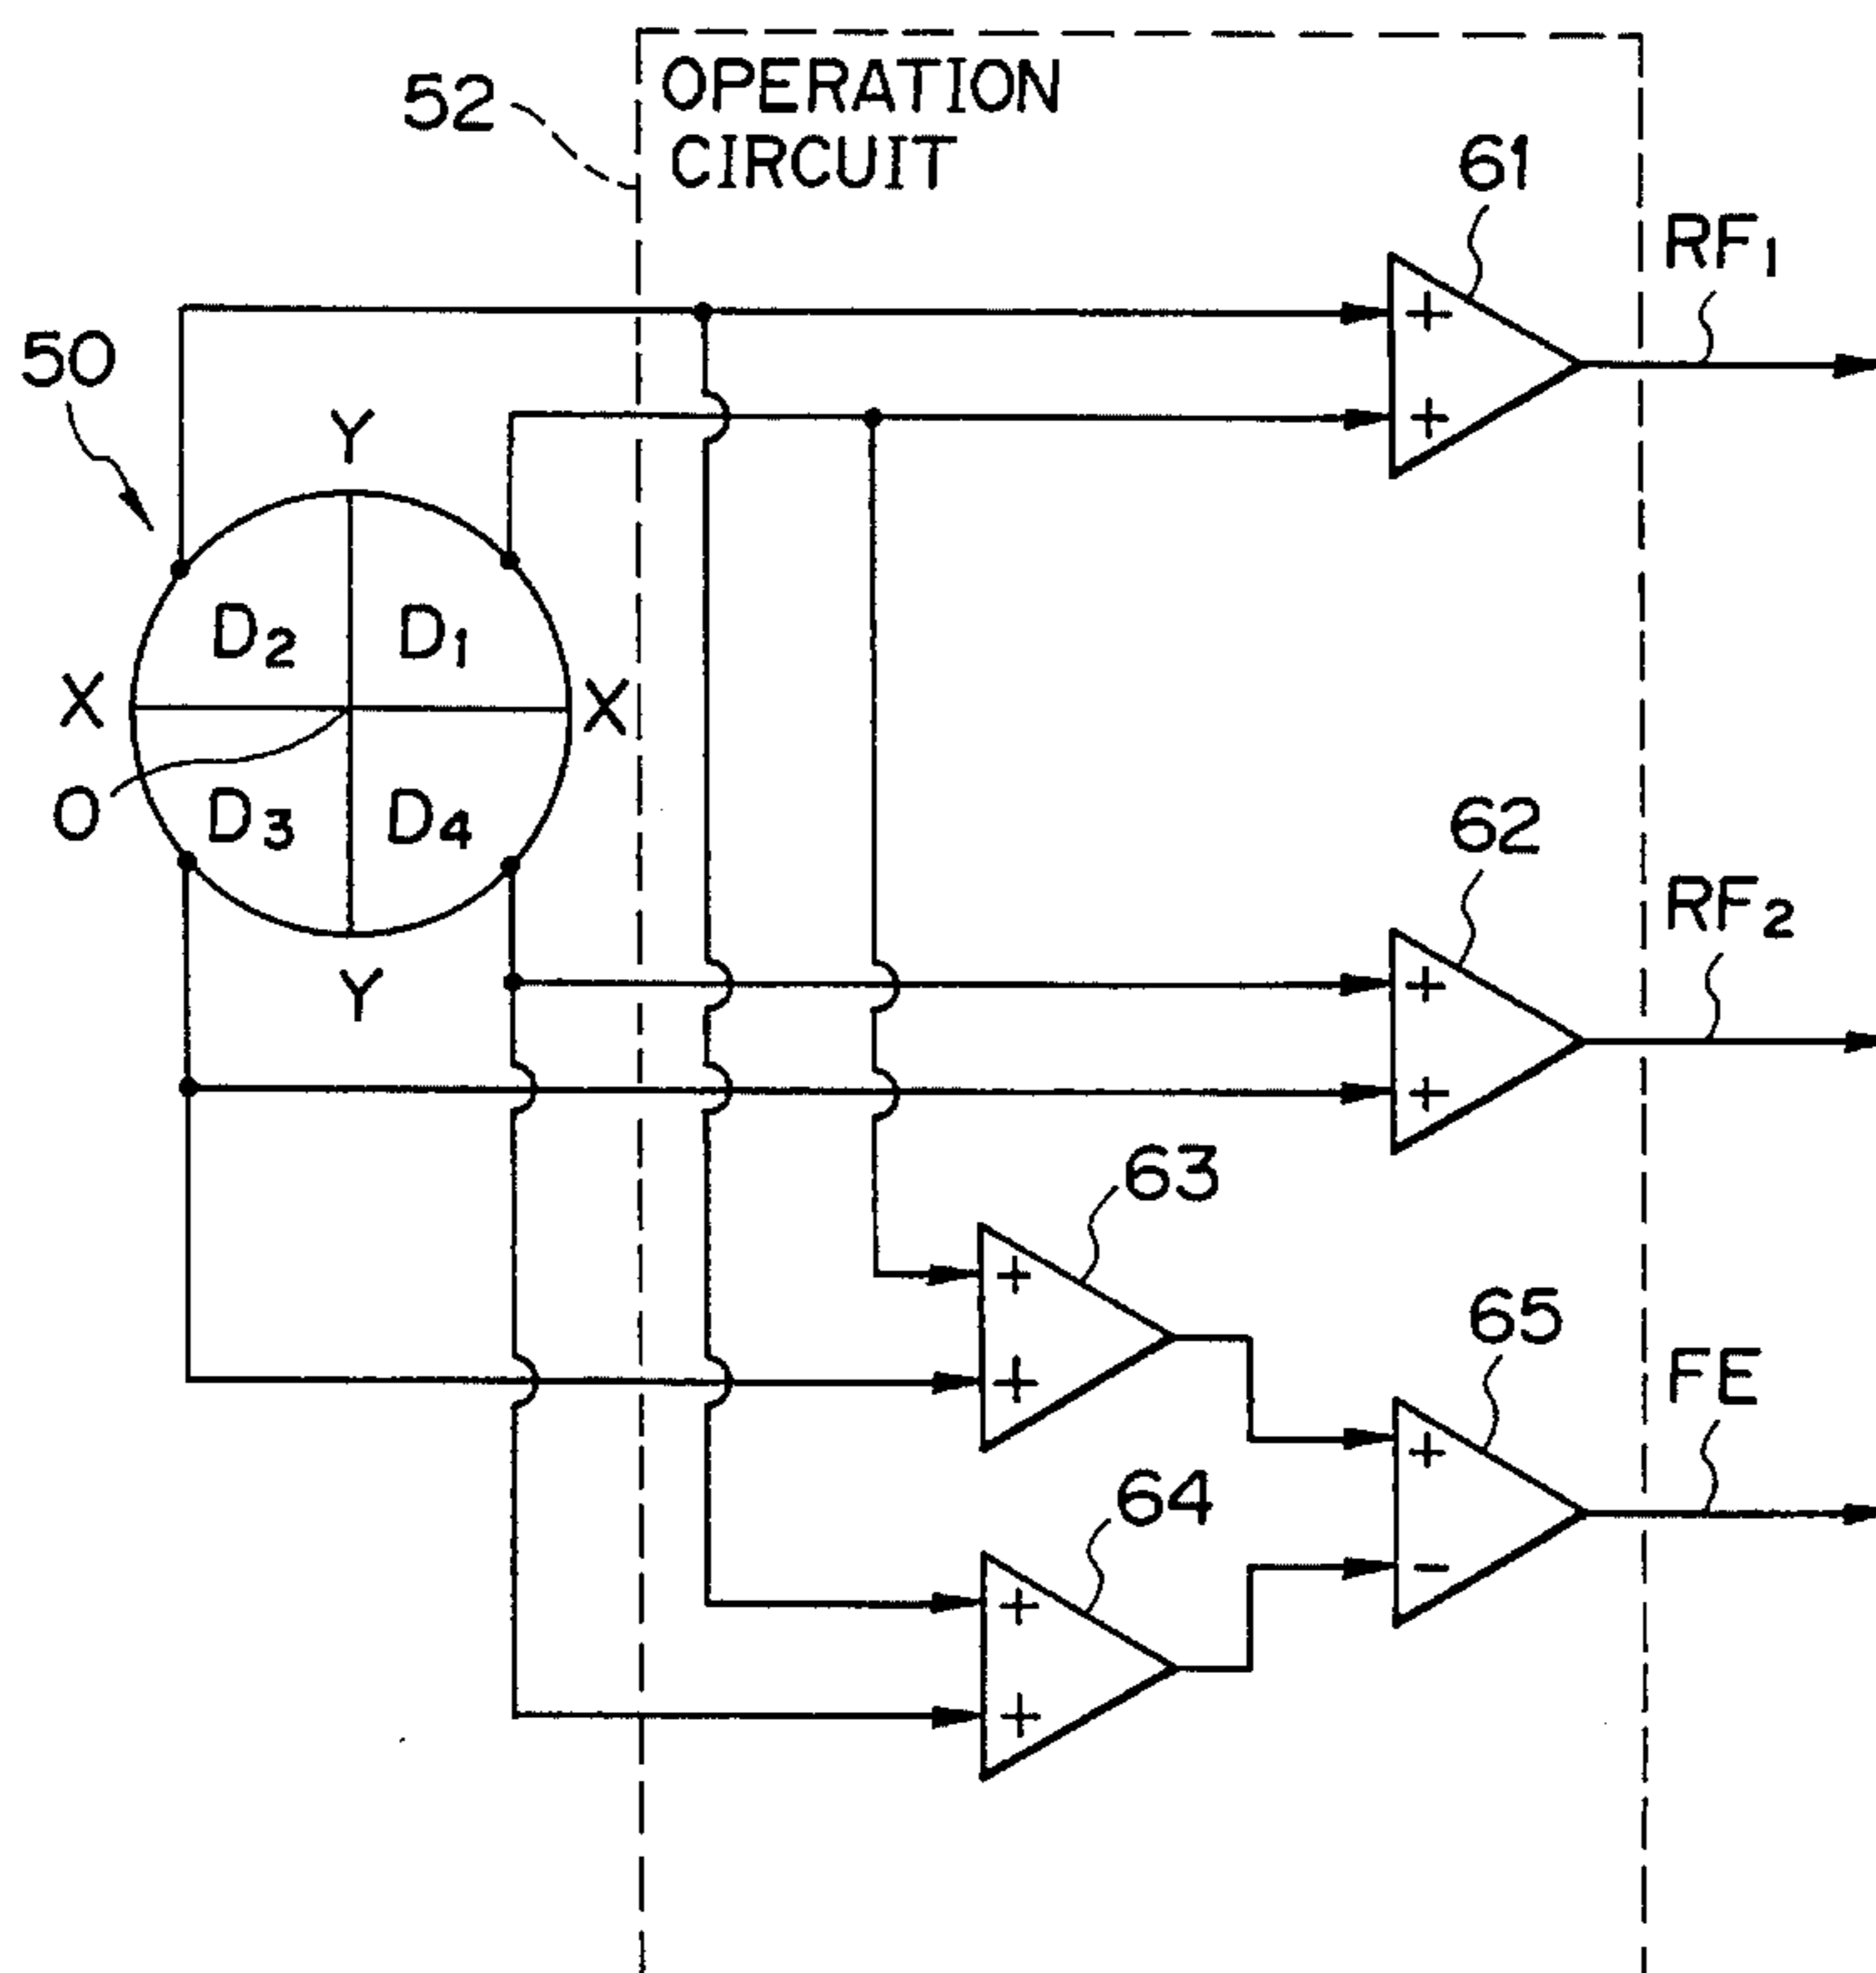 52
OPERATION
CIRCUIT
61
RF₁
50
+
+
Y
D₂ D₁
X X
O
D₃ D₄
Y
62
RF₂
+
+
63
+
+
65
FE
+
-
64
+
+